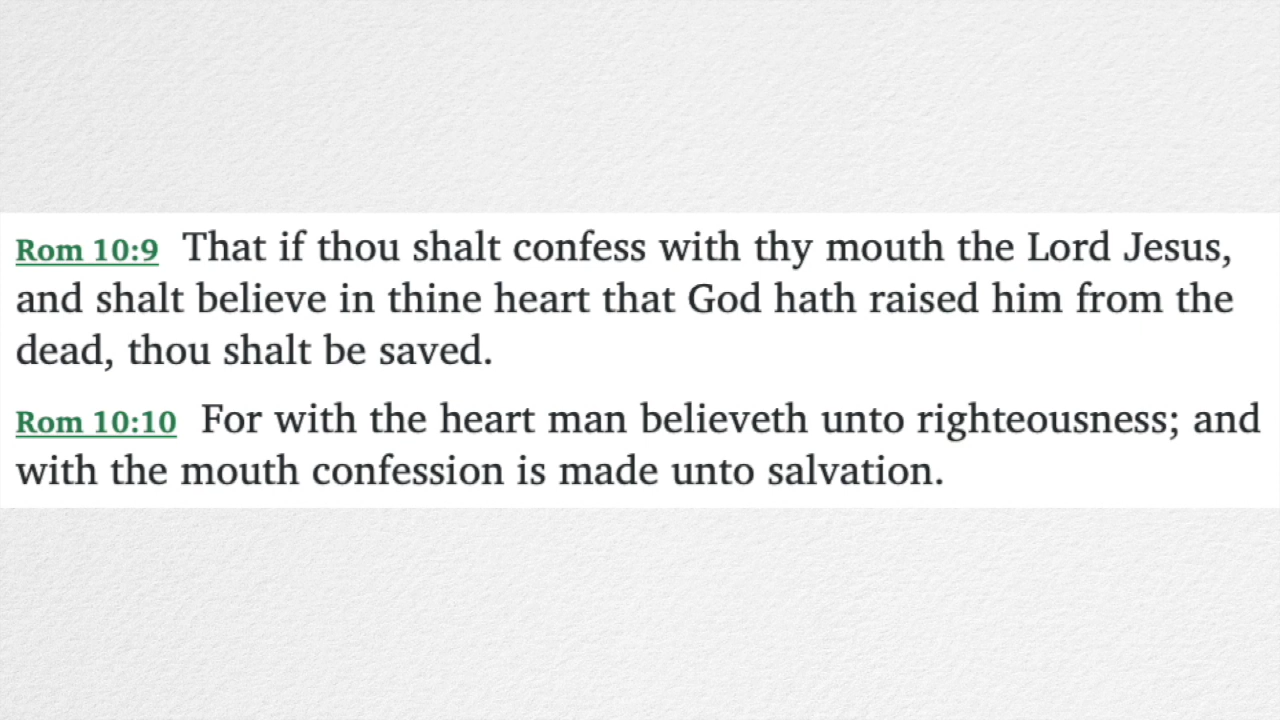 Rom 10:9 That if thou shalt confess with thy mouth the Lord Jesus,
and shalt believe in thine heart that God hath raised him from the
dead, thou shalt be saved.
Rom 10:10 For with the heart man believeth unto righteousness; and
with the mouth confession is made unto salvation.